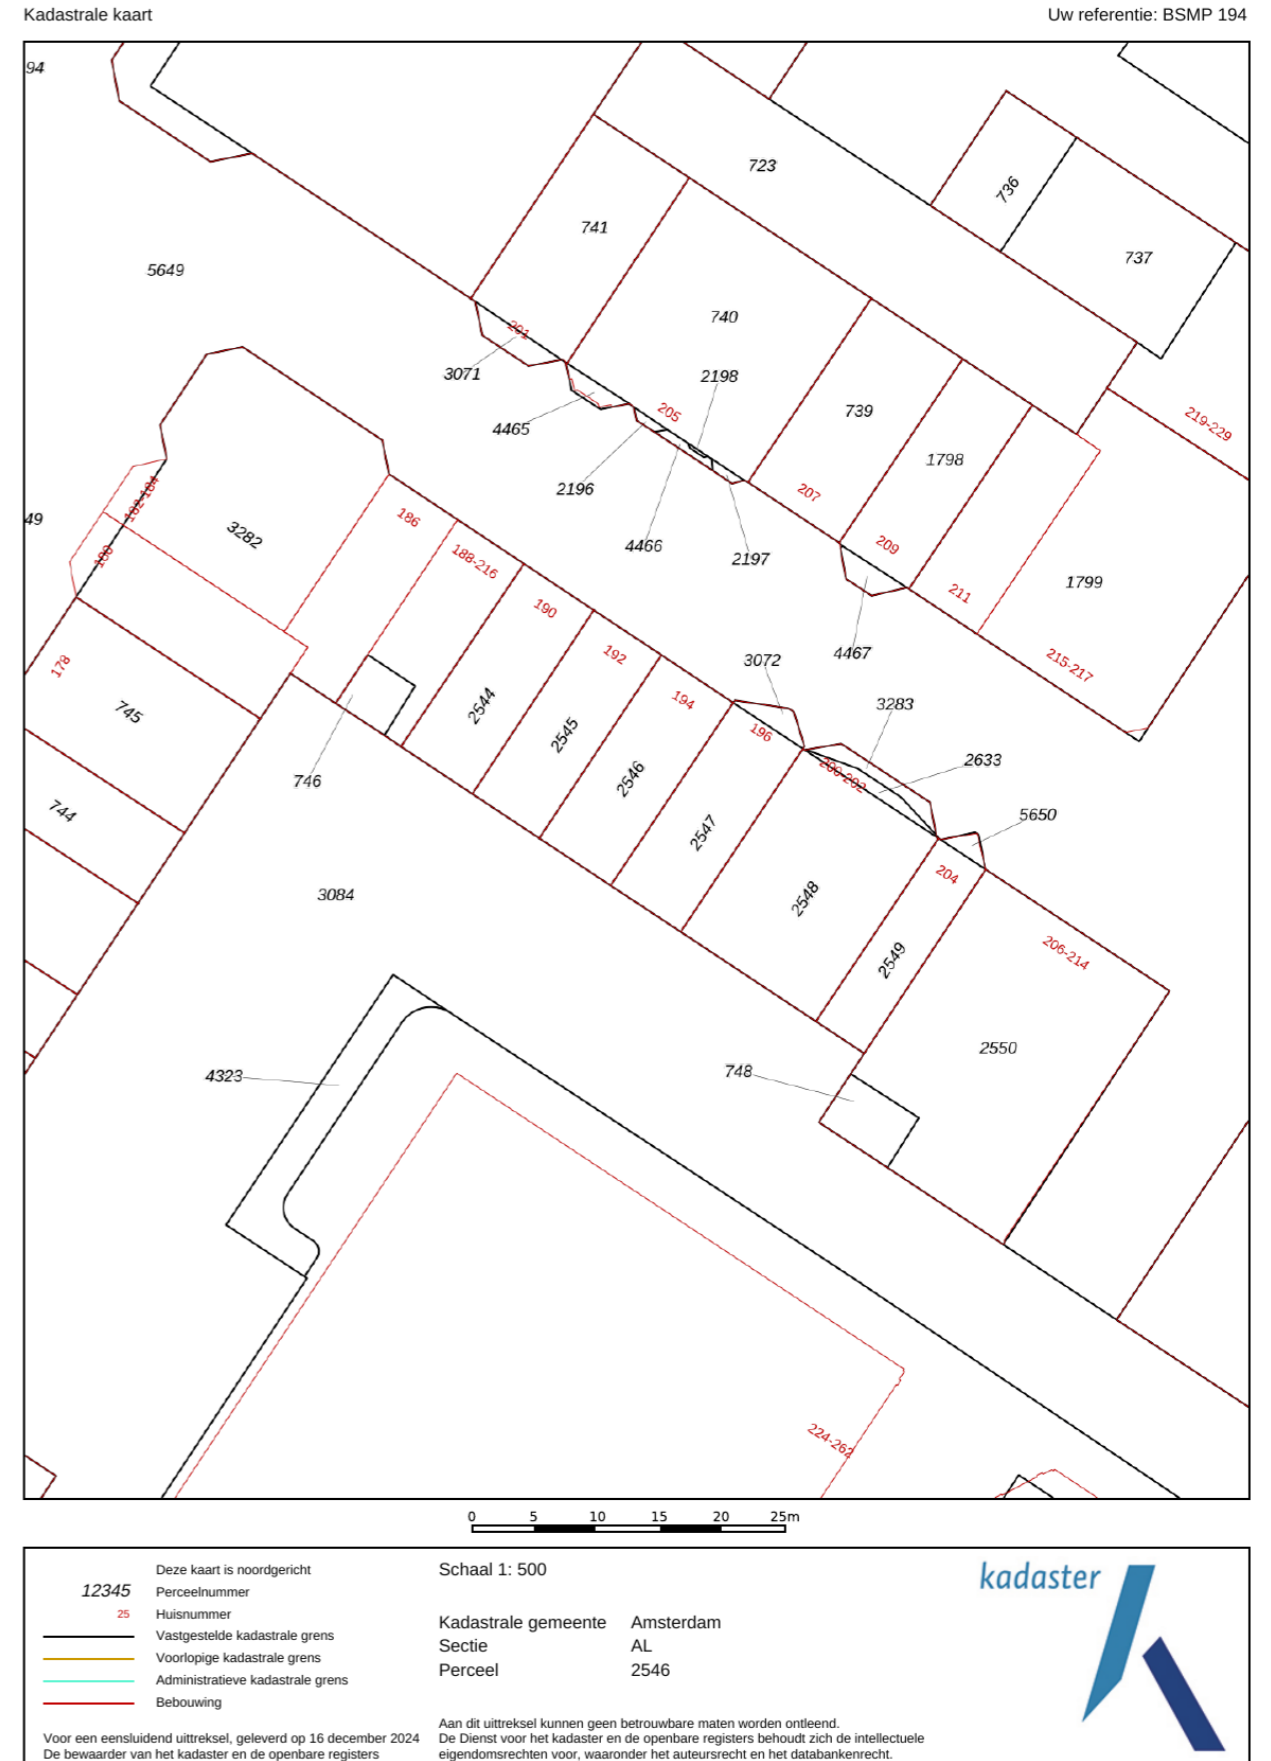 Kadastrale kaart
Uw referentie: BSMP 194
94
723
736
741
737
5649
740
201
3071
2198
205
739
219-229
4465
1798
2196
207
182-184
49
3282
186
4466
209
2197
188-216
180
211
1799
190
178
192
3072
4467
215-217
194
3283
745
2544
2545
196
2633
2546
200-202
746
744
5650
2547
204
3084
2548
206-214
2549
2550
4323
748
224-262
0 5 10 15 20 25m
Deze kaart is noordgericht
12345 Perceelnummer
25 Huisnummer
Vastgestelde kadastrale grens
Voorlopige kadastrale grens
Administratieve kadastrale grens
Bebouwing
Schaal 1: 500
Kadastrale gemeente Amsterdam
Sectie AL
Perceel 2546
kadaster
Voor een eensluidend uittreksel, geleverd op 16 december 2024
De bewaarder van het kadaster en de openbare registers
Aan dit uittreksel kunnen geen betrouwbare maten worden ontleend.
De Dienst voor het kadaster en de openbare registers behoudt zich de intellectuele
eigendomsrechten voor, waaronder het auteursrecht en het databankenrecht.